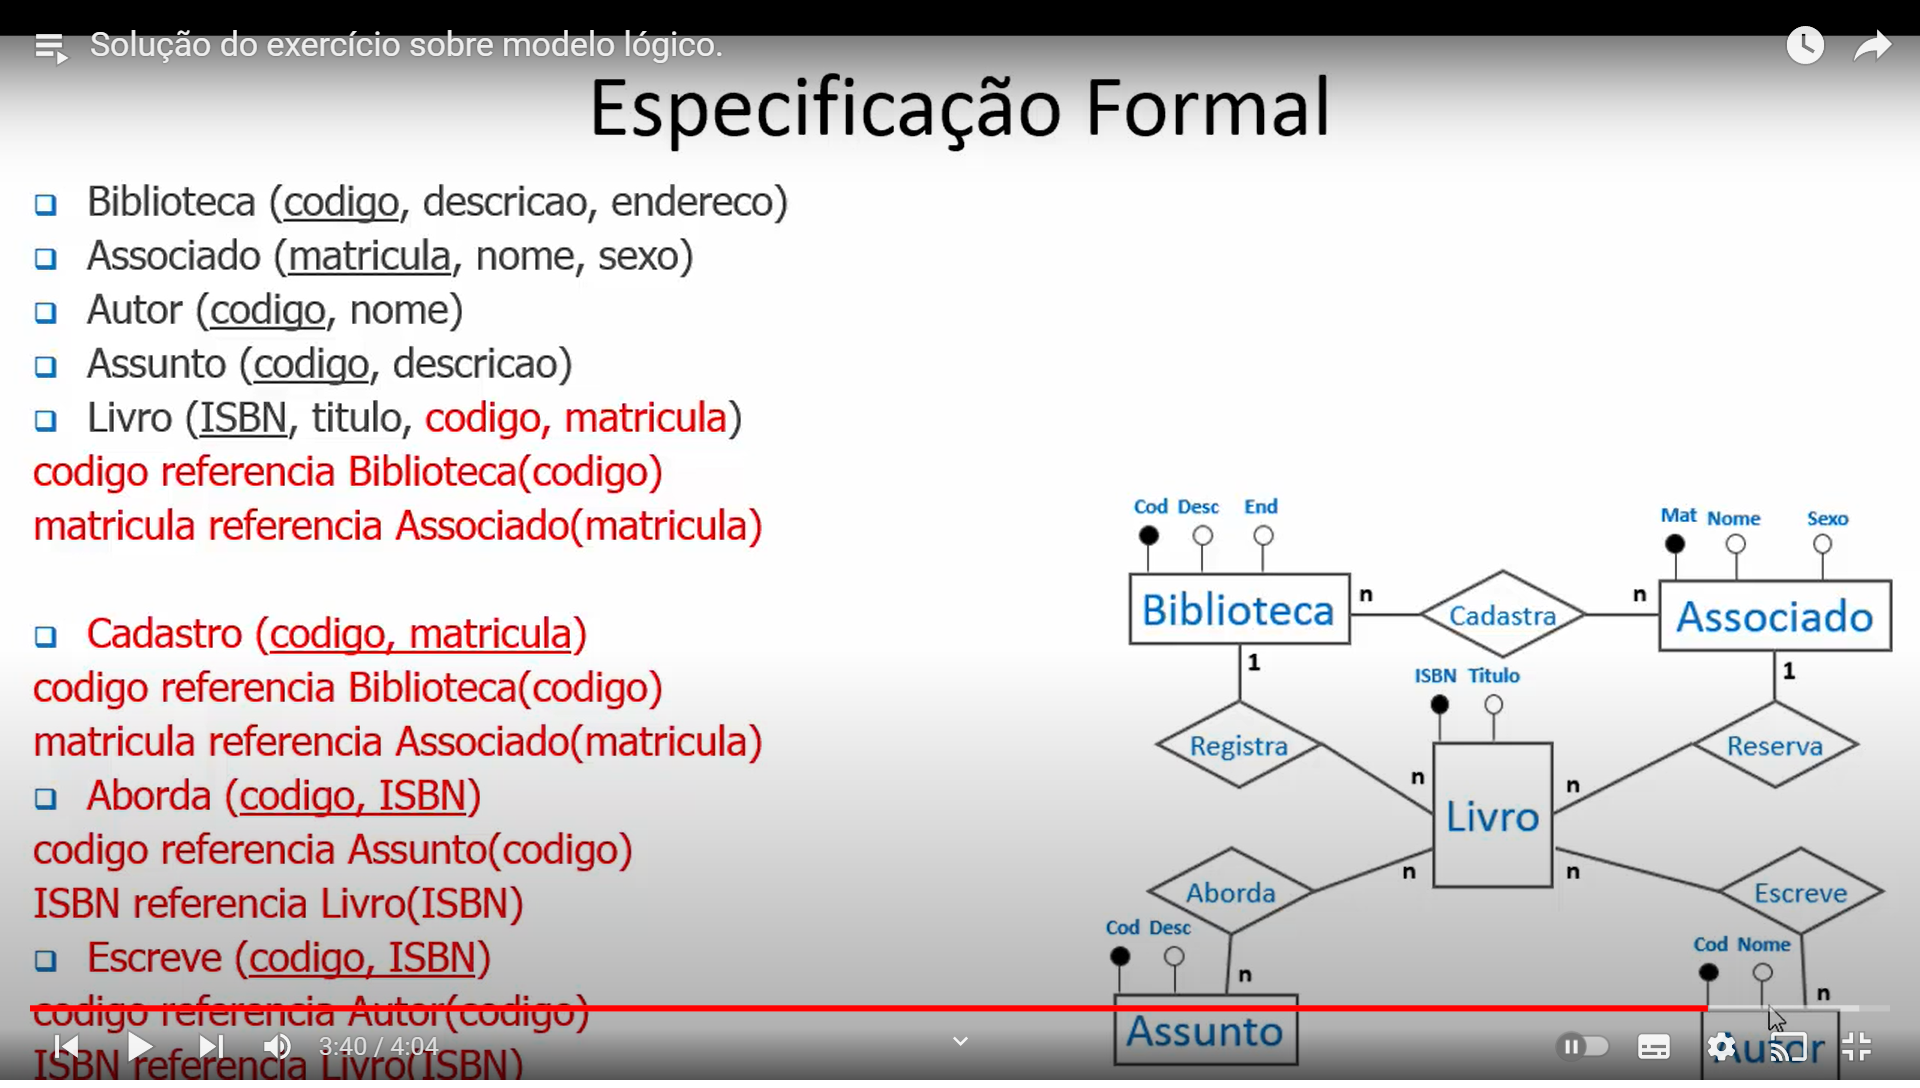 Solução do exercício sobre modelo lógico.
Especificação Formal
Biblioteca (codigo, descricao, endereco)
Associado (matricula, nome, sexo)
Autor (codigo, nome)
Assunto (codigo, descricao)
Livro (ISBN, titulo, codigo, matricula)
codigo referencia Biblioteca(codigo)
matricula referencia Associado(matricula)
Cadastro (codigo, matricula)
codigo referencia Biblioteca(codigo)
matricula referencia Associado(matricula)
Aborda (codigo, ISBN)
codigo referencia Assunto(codigo)
ISBN referencia Livro(ISBN)
Escreve (codigo, ISBN)
codigo referencia Autor(codigo)
ISBN referencia Livro(ISBN)
Cod Desc End
Mat Nome Sexo
Biblioteca n Cadastra n Associado
1 1
ISBN Titulo
Registra Reserva
n n
Livro
n n
Aborda Escreve
Cod Desc
Cod Nome
n n
Assunto Autor
3:40 / 4:04